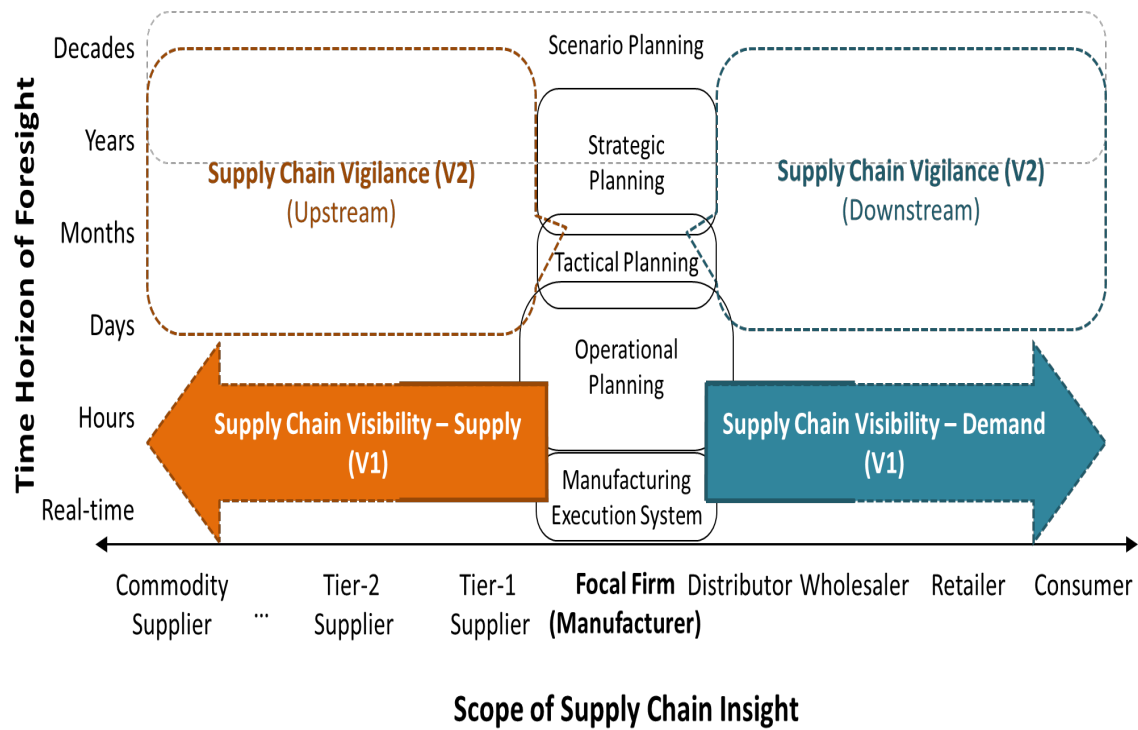 Time Horizon of Foresight
Decades
Years
Months
Days
Hours
Real-time
Scenario Planning
Strategic
Planning
Tactical Planning
Operational
Planning
Manufacturing
Execution System
Supply Chain Vigilance (V2)
(Upstream)
Supply Chain Vigilance (V2)
(Downstream)
Supply Chain Visibility – Supply
(V1)
Supply Chain Visibility – Demand
(V1)
Commodity
Supplier
...
Tier-2
Supplier
Tier-1
Supplier
Focal Firm
(Manufacturer)
Distributor
Wholesaler
Retailer
Consumer
Scope of Supply Chain Insight